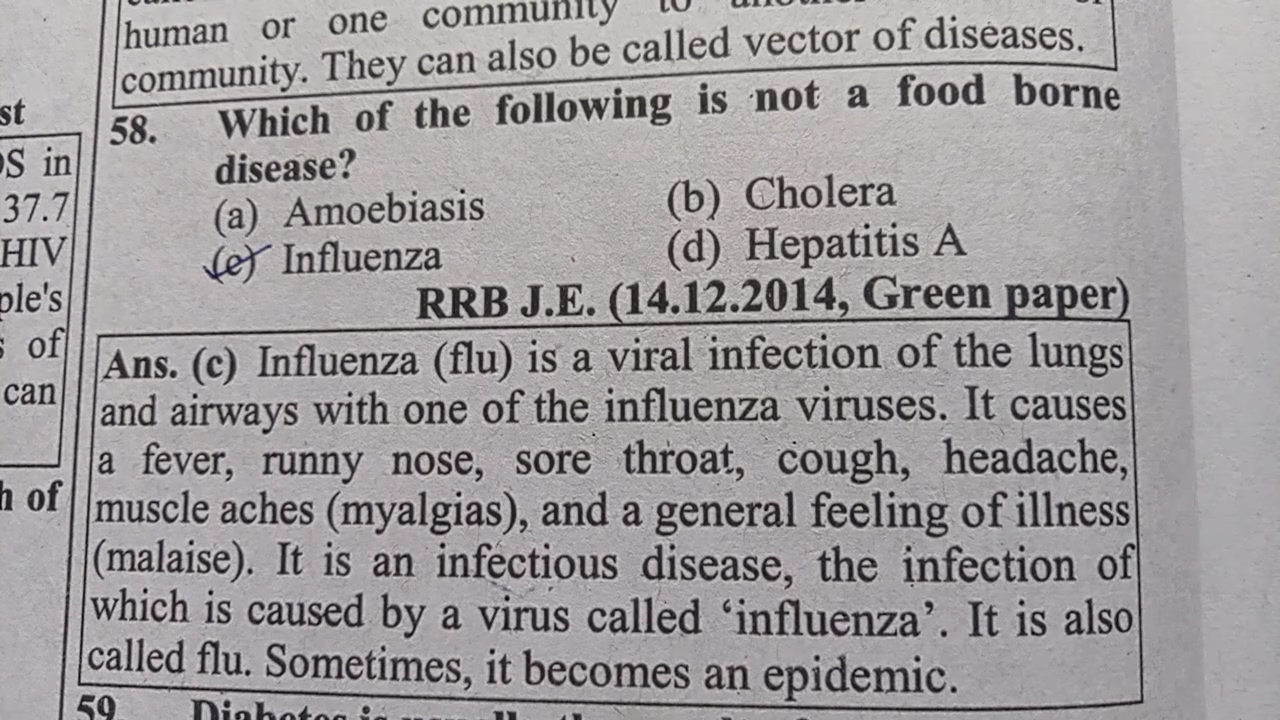 human or one community to
community. They can also be called vector of diseases.
st
58. Which of the following is not a food borne
disease?
S in
(a) Amoebiasis (b) Cholera
37.7
(c) Influenza (d) Hepatitis A
HIV
RRB J.E. (14.12.2014, Green paper)
ple's
of
can
Ans. (c) Influenza (flu) is a viral infection of the lungs
and airways with one of the influenza viruses. It causes
a fever, runny nose, sore throat, cough, headache,
h of
muscle aches (myalgias), and a general feeling of illness
(malaise). It is an infectious disease, the infection of
which is caused by a virus called ‘influenza’. It is also
called flu. Sometimes, it becomes an epidemic.
59 Diabetes is